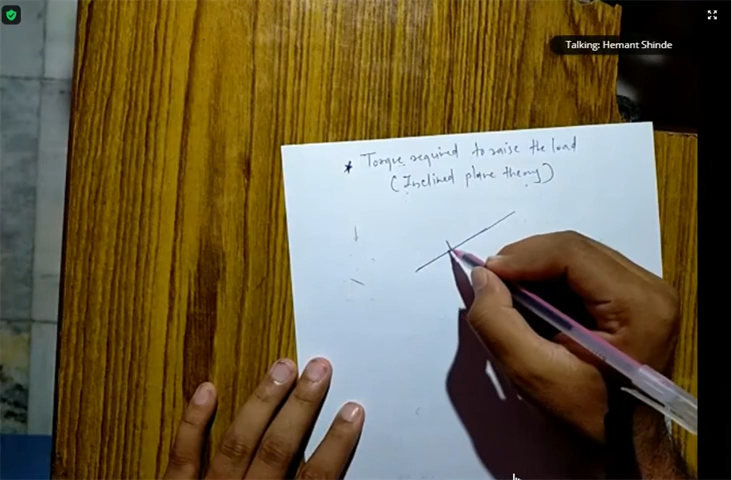 Talking: Hemant Shinde
* Torque required to raise the load
(Inclined plane theory)